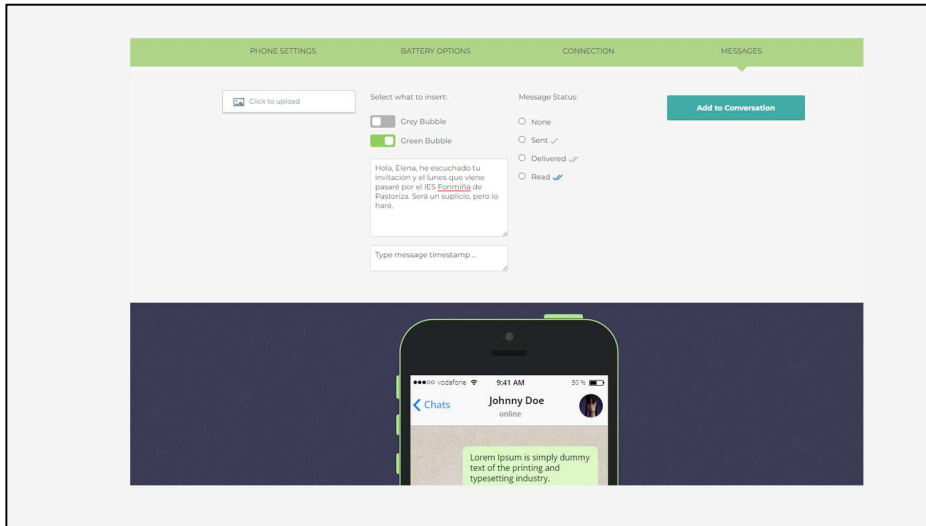 PHONE SETTINGS
BATTERY OPTIONS
CONNECTION
MESSAGES
Click to upload
Select what to insert:
Grey Bubble
Green Bubble
Hola, Elena, he escuchado tu
invitación y el lunes que viene
pasaré por el IES Fonmiñá de
Pastoriza. Será un suplicio, pero lo
haré.
Type message timestamp ...
Message Status:
None
Sent
Delivered
Read
Add to Conversation
vodafone
9:41 AM
50 %
Chats
Johnny Doe
online
Lorem Ipsum is simply dummy
text of the printing and
typesetting industry.